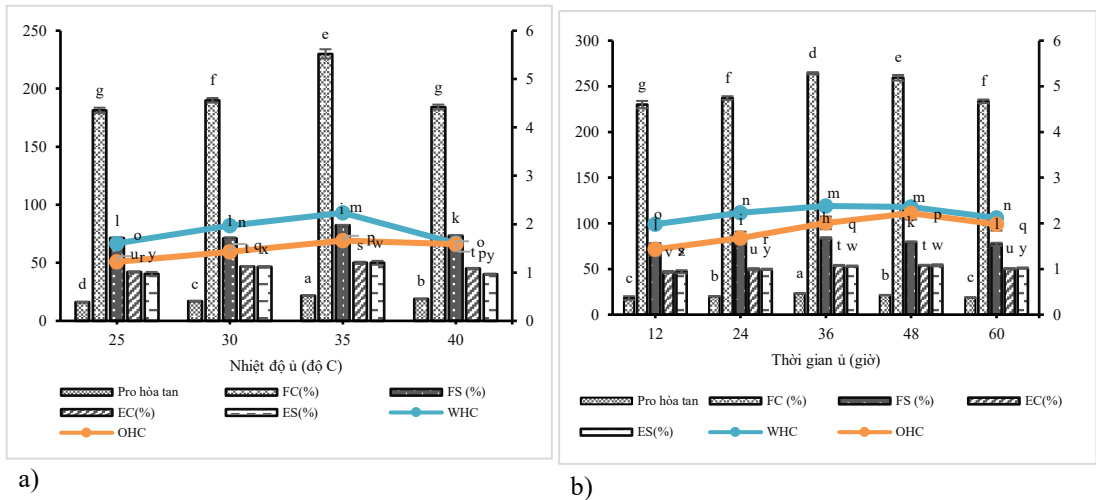 250
200
150
100
50
0
6
5
4
3
2
1
0
g f e g
l l i k
o n m o
d u r y c t q x a s p w b t p y
25 30 35 40
Nhiệt độ ủ (độ C)
Pro hòa tan FC(%) FS (%)
EC(%) ES(%) WHC
OHC
a)
300
250
200
150
100
50
0
6
5
4
3
2
1
0
g f d e f
o n m m n
l i h k l
q p q
c v b u y r a t w b t w c u y
12 24 36 48 60
Thời gian ủ (giờ)
Pro hòa tan FC (%) FS (%) EC(%)
ES(%) WHC OHC
b)